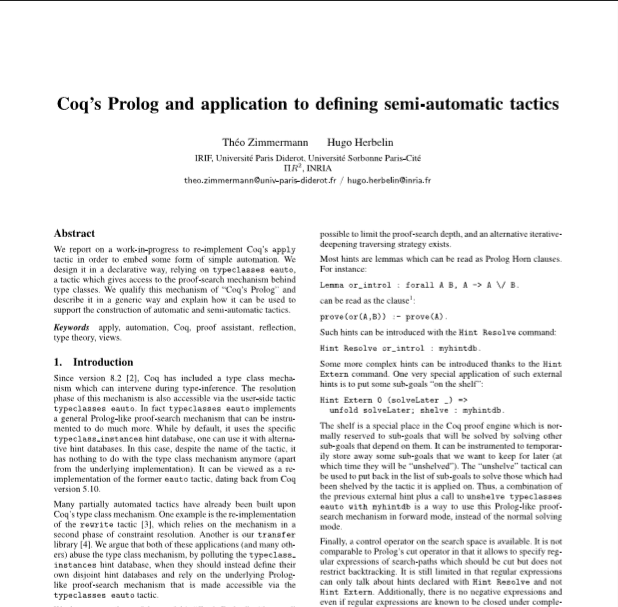 Coq's Prolog and application to defining semi-automatic tactics
Théo Zimmermann Hugo Herbelin
IRIF, Université Paris Diderot, Université Sorbonne Paris-Cité
ΠR², INRIA
theo.zimmermann@univ-paris-diderot.fr / hugo.herbelin@inria.fr
Abstract
We report on a work-in-progress to re-implement Coq's apply
tactic in order to embed some form of simple automation. We
design it in a declarative way, relying on typeclasses eauto,
a tactic which gives access to the proof-search mechanism behind
type classes. We qualify this mechanism of "Coq's Prolog" and
describe it in a generic way and explain how it can be used to
support the construction of automatic and semi-automatic tactics.
Keywords apply, automation, Coq, proof assistant, reflection,
type theory, views.
1. Introduction
Since version 8.2 [2], Coq has included a type class mecha-
nism which can intervene during type-inference. The resolution
phase of this mechanism is also accessible via the user-side tactic
typeclasses eauto. In fact typeclasses eauto implements
a general Prolog-like proof-search mechanism that can be instru-
mented to do much more. While by default, it uses the specific
typeclass_instances hint database, one can use it with alterna-
tive hint databases. In this case, despite the name of the tactic, it
has nothing to do with the type class mechanism anymore (apart
from the underlying implementation). It can be viewed as a re-
implementation of the former eauto tactic, dating back from Coq
version 5.10.
Many partially automated tactics have already been built upon
Coq's type class mechanism. One example is the re-implementation
of the rewrite tactic [3], which relies on the mechanism in a
second phase of constraint resolution. Another is our transfer
library [4]. We argue that both of these applications (and many oth-
ers) abuse the type class mechanism, by polluting the typeclass_
instances hint database, when they should instead define their
own disjoint hint databases and rely on the underlying Prolog-
like proof-search mechanism that is made accessible via the
typeclasses eauto tactic.
possible to limit the proof-search depth, and an alternative iterative-
deepening traversing strategy exists.
Most hints are lemmas which can be read as Prolog Horn clauses.
For instance:
Lemma or_introl : forall A B, A -> A \/ B.
can be read as the clause¹:
prove(or(A,B)) :- prove(A).
Such hints can be introduced with the Hint Resolve command:
Hint Resolve or_introl : myhintdb.
Some more complex hints can be introduced thanks to the Hint
Extern command. One very special application of such external
hints is to put some sub-goals "on the shelf":
Hint Extern 0 (solveLater _) =>
unfold solveLater; shelve : myhintdb.
The shelf is a special place in the Coq proof engine which is nor-
mally reserved to sub-goals that will be solved by solving other
sub-goals that depend on them. It can be instrumented to temporar-
ily store away some sub-goals that we want to keep for later (at
which time they will be "unshelved"). The "unshelve" tactical can
be used to put back in the list of sub-goals to solve those which had
been shelved by the tactic it is applied on. Thus, a combination of
the previous external hint plus a call to unshelve typeclasses
eauto with myhintdb is a way to use this Prolog-like proof-
search mechanism in forward mode, instead of the normal solving
mode.
Finally, a control operator on the search space is available. It is not
comparable to Prolog's cut operator in that it allows to specify reg-
ular expressions of search-paths which should be cut but does not
restrict backtracking. It is still limited in that regular expressions
can only talk about hints declared with Hint Resolve and not
Hint Extern. Additionally, there is no negative expressions and
even if regular expressions are known to be closed under comple-